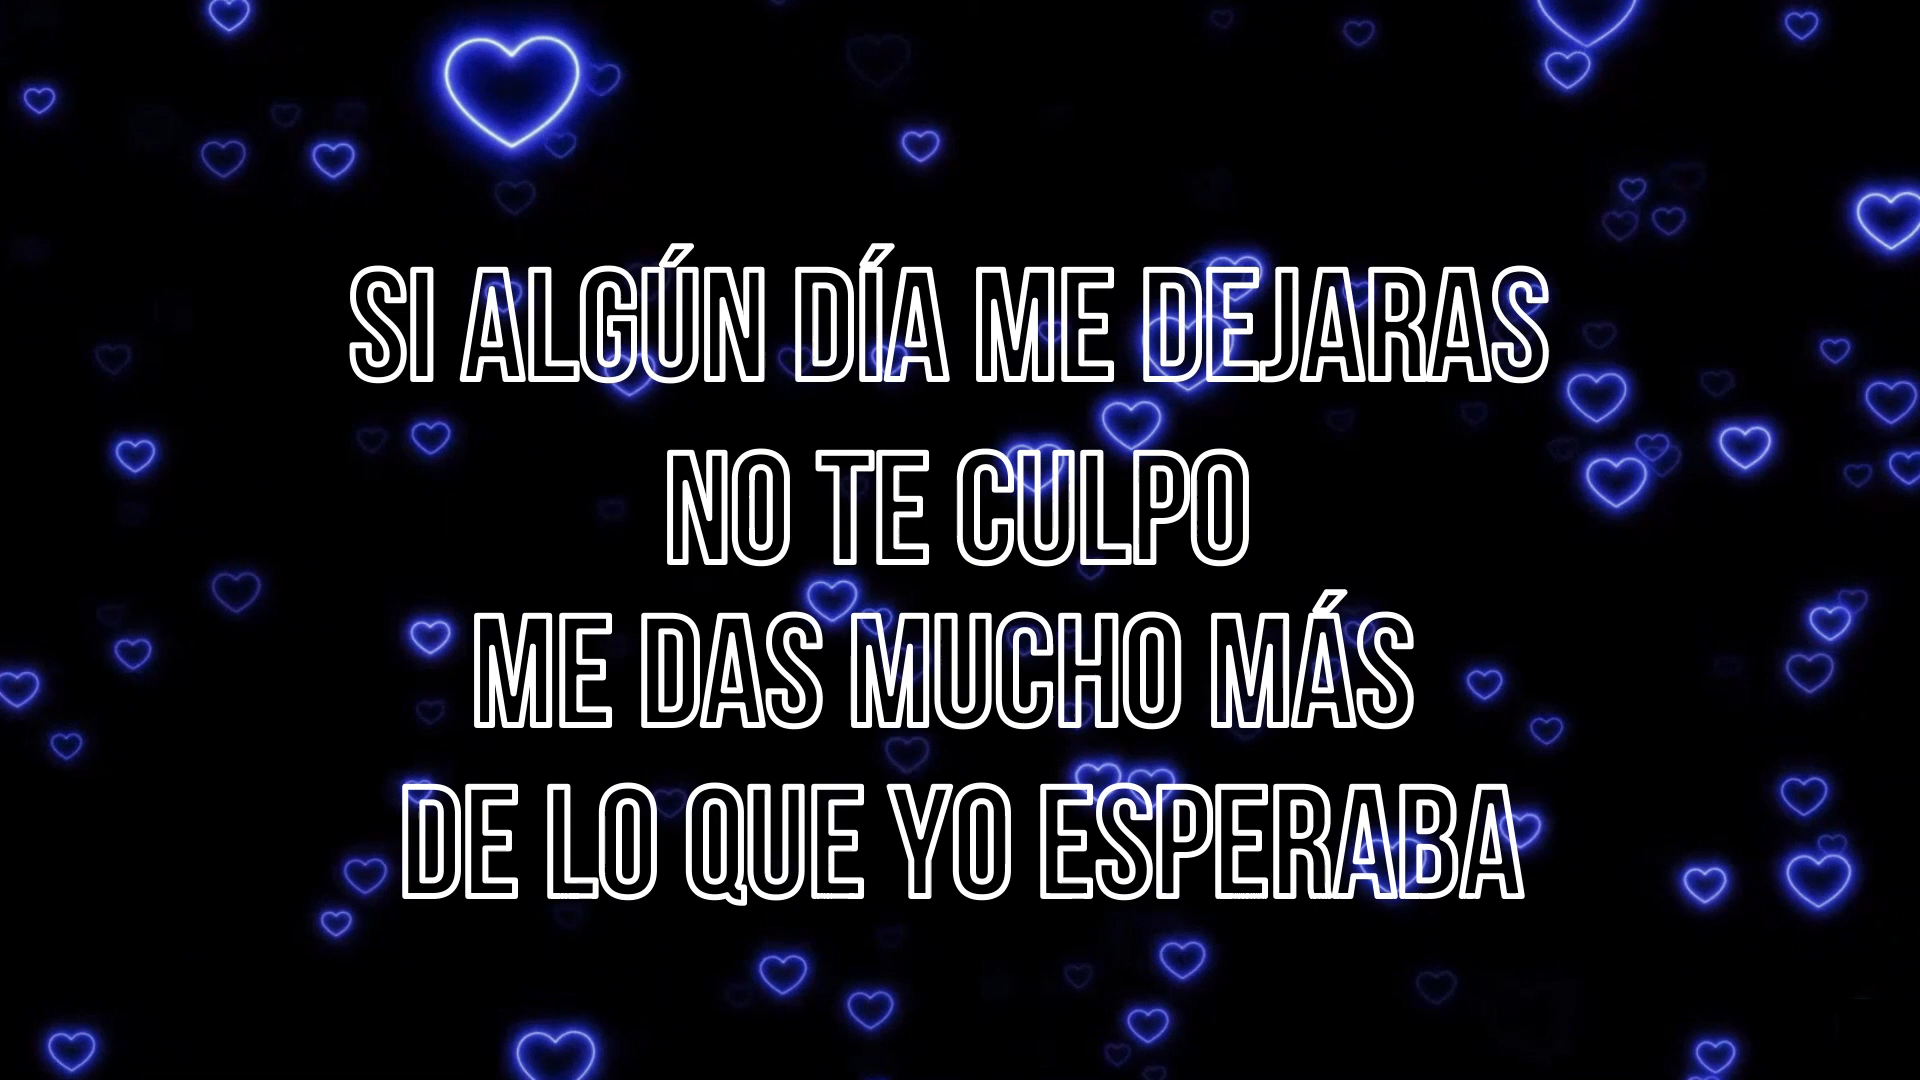 SI ALGÚN DÍA ME DEJARAS
NO TE CULPO
ME DAS MUCHO MÁS
DE LO QUE YO ESPERABA